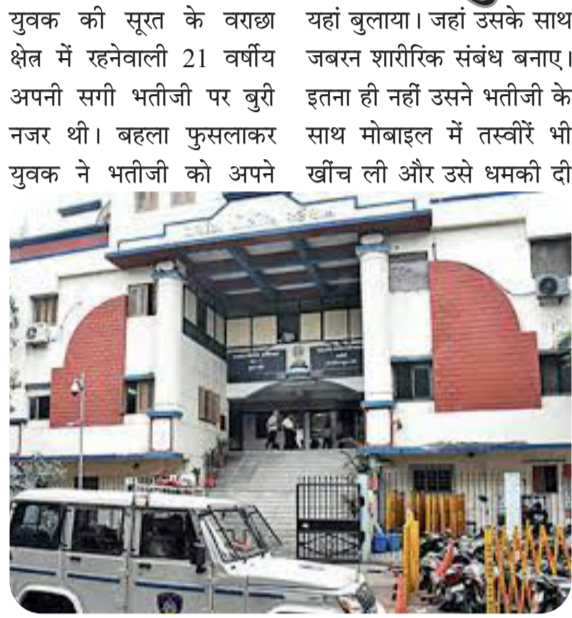 युवक की सूरत के वराछा
क्षेत्र में रहनेवाली 21 वर्षीय
अपनी सगी भतीजी पर बुरी
नजर थी। बहला फुसलाकर
युवक ने भतीजी को अपने
यहां बुलाया। जहां उसके साथ
जबरन शारीरिक संबंध बनाए।
इतना ही नहीं उसने भतीजी के
साथ मोबाइल में तस्वीरें भी
खींच ली और उसे धमकी दी